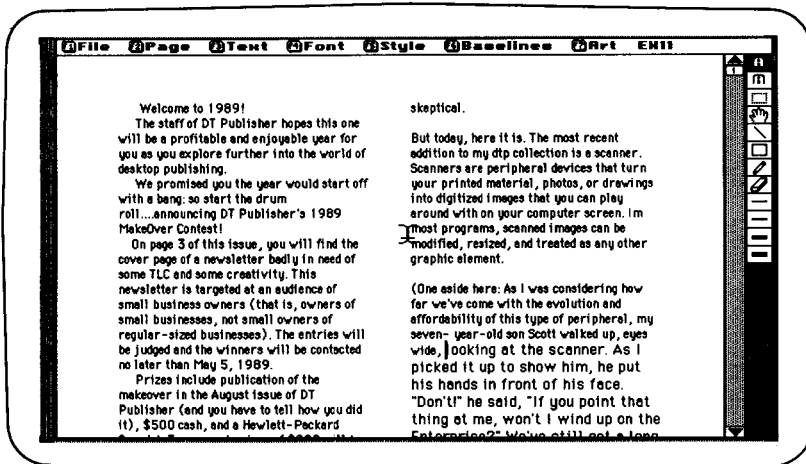 File Page Text Font Style Baselines Art
1
A
Welcome to 1989!
The staff of DT Publisher hopes this one
will be a profitable and enjoyable year for
you as you explore further into the world of
desktop publishing.
We promised you the year would start off
with a bang: so start the drum
roll....announcing DT Publisher's 1989
MakeOver Contest!
On page 3 of this issue, you will find the
cover page of a newsletter badly in need of
some TLC and some creativity. This
newsletter is targeted at an audience of
small business owners (that is, owners of
small businesses, not small owners of
regular-sized businesses). The entries will
be judged and the winners will be contacted
no later than May 5, 1989.
Prizes include publication of the
makeover in the August issue of DT
Publisher (and you have to tell how you did
it), $500 cash, and a Hewlett-Packard
skeptical.
But today, here it is. The most recent
addition to my dtp collection is a scanner.
Scanners are peripheral devices that turn
your printed material, photos, or drawings
into digitized images that you can play
around with on your computer screen. Im
most programs, scanned images can be
modified, resized, and treated as any other
graphic element.
(One aside here: As I was considering how
far we've come with the evolution and
affordability of this type of peripheral, my
seven- year-old son Scott walked up, eyes
wide, looking at the scanner. As I
picked it up to show him, he put
his hands in front of his face.
"Don't!" he said, "If you point that
thing at me, won't I wind up on the
Enterprise?" We've still got a long